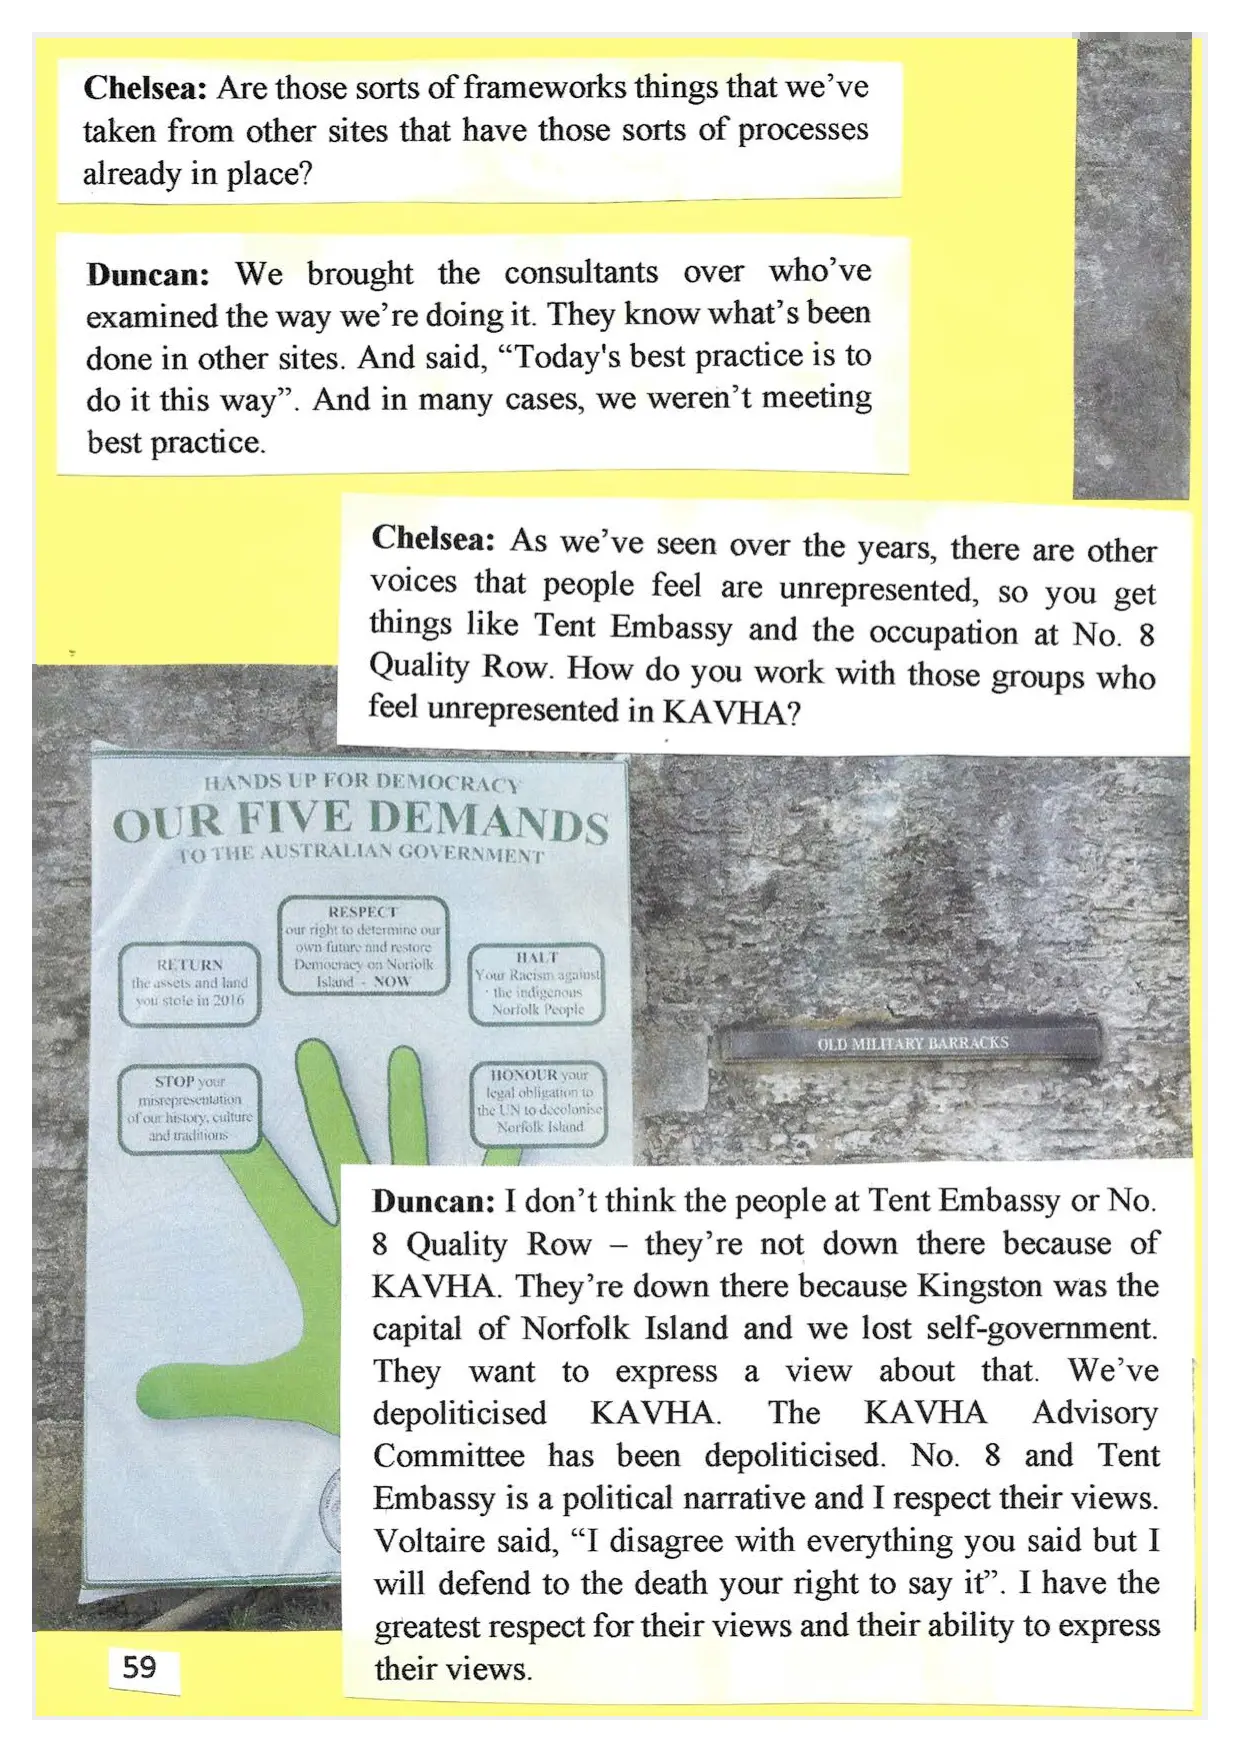 Chelsea: Are those sorts of frameworks things that we've
taken from other sites that have those sorts of processes
already in place?
Duncan: We brought the consultants over who've
examined the way we're doing it. They know what's been
done in other sites. And said, “Today's best practice is to
do it this way”. And in many cases, we weren't meeting
best practice.
Chelsea: As we've seen over the years, there are other
voices that people feel are unrepresented, so you get
things like Tent Embassy and the occupation at No. 8
Quality Row. How do you work with those groups who
feel unrepresented in KAVHA?
HANDS UP FOR DEMOCRACY
OUR FIVE DEMANDS
TO THE AUSTRALIAN GOVERNMENT
RESPECT
our right to determine our
own future and restore
Democracy on Norfolk
Island - NOW
RETURN
the assets and land
you stole in 2016
HALT
Your Racism against
the indigenous
Norfolk People
STOP your
misrepresentation
of our history, culture
and traditions
HONOUR your
legal obligation to
the UN to decolonise
Norfolk Island
OLD MILITARY BARRACKS
Duncan: I don't think the people at Tent Embassy or No.
8 Quality Row – they're not down there because of
KAVHA. They're down there because Kingston was the
capital of Norfolk Island and we lost self-government.
They want to express a view about that. We've
depoliticised KAVHA. The KAVHA Advisory
Committee has been depoliticised. No. 8 and Tent
Embassy is a political narrative and I respect their views.
Voltaire said, “I disagree with everything you said but I
will defend to the death your right to say it”. I have the
greatest respect for their views and their ability to express
their views.
59